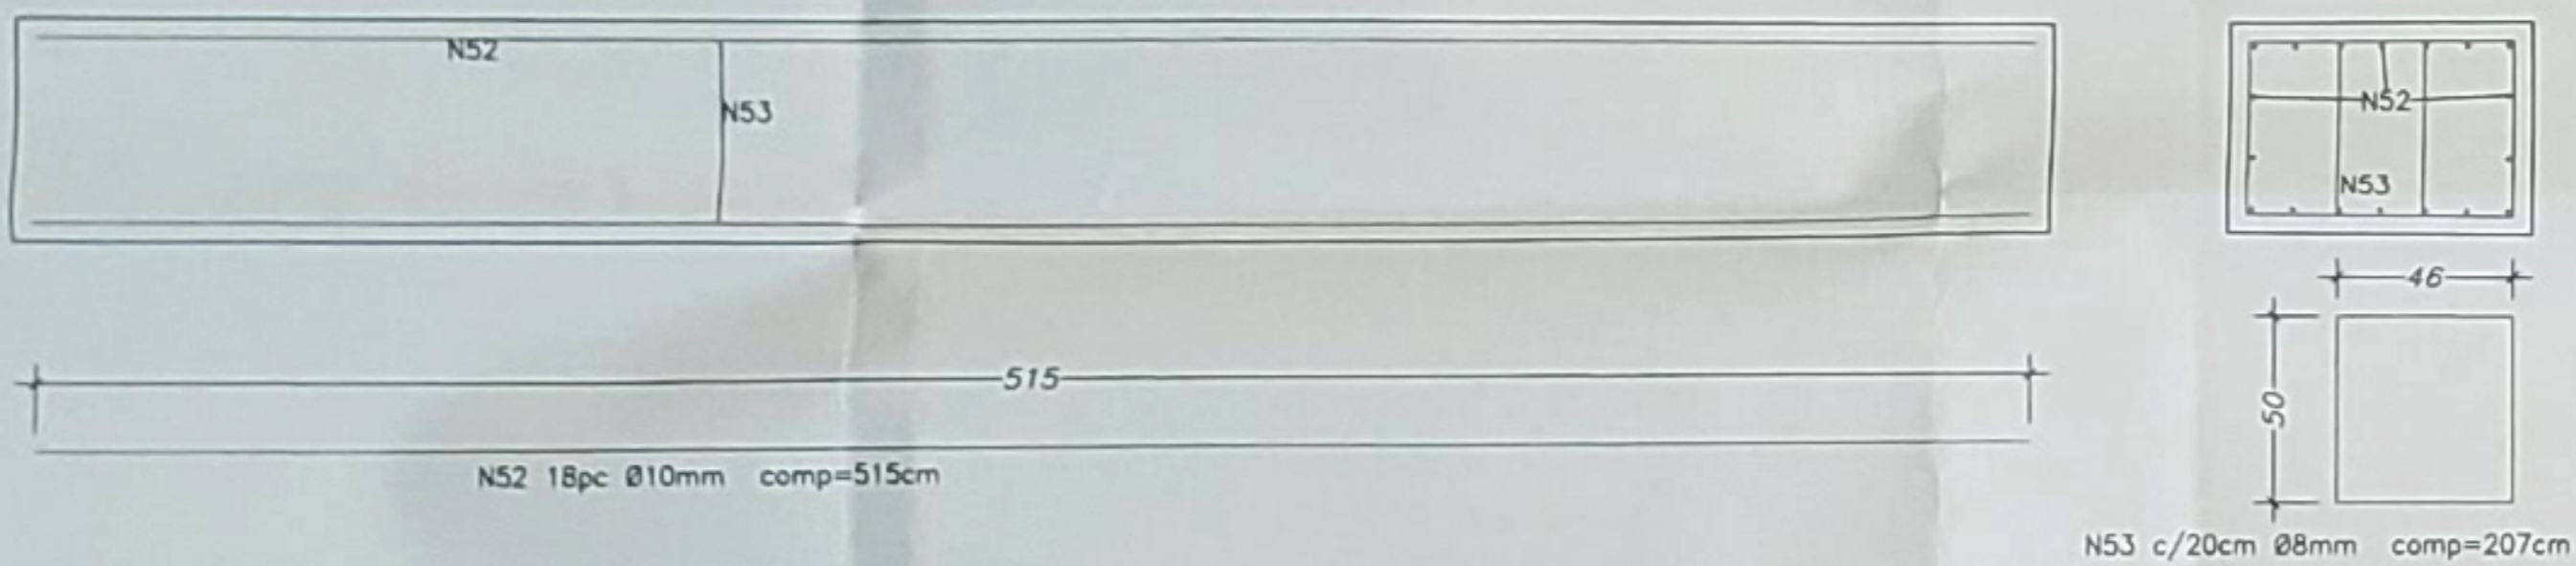 N52
N53
N52
N53
46
50
515
N52 18pc Ø10mm comp=515cm
N53 c/20cm Ø8mm comp=207cm